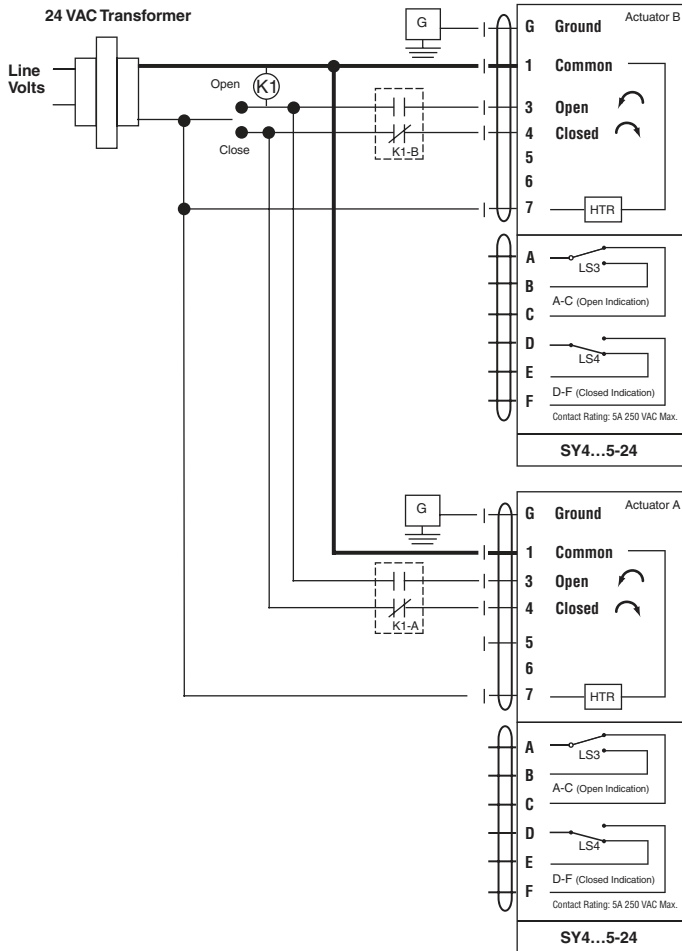 24 VAC Transformer
Line
Volts
Open
K1
Close
K1-B
G
Actuator B
G Ground
1 Common
3 Open
4 Closed
5
6
7
HTR
A
LS3
B
A-C (Open Indication)
C
D
LS4
E
D-F (Closed Indication)
F
Contact Rating: 5A 250 VAC Max.
SY4...5-24
G
Actuator A
G Ground
1 Common
3 Open
4 Closed
K1-A
5
6
7
HTR
A
LS3
B
A-C (Open Indication)
C
D
LS4
E
D-F (Closed Indication)
F
Contact Rating: 5A 250 VAC Max.
SY4...5-24